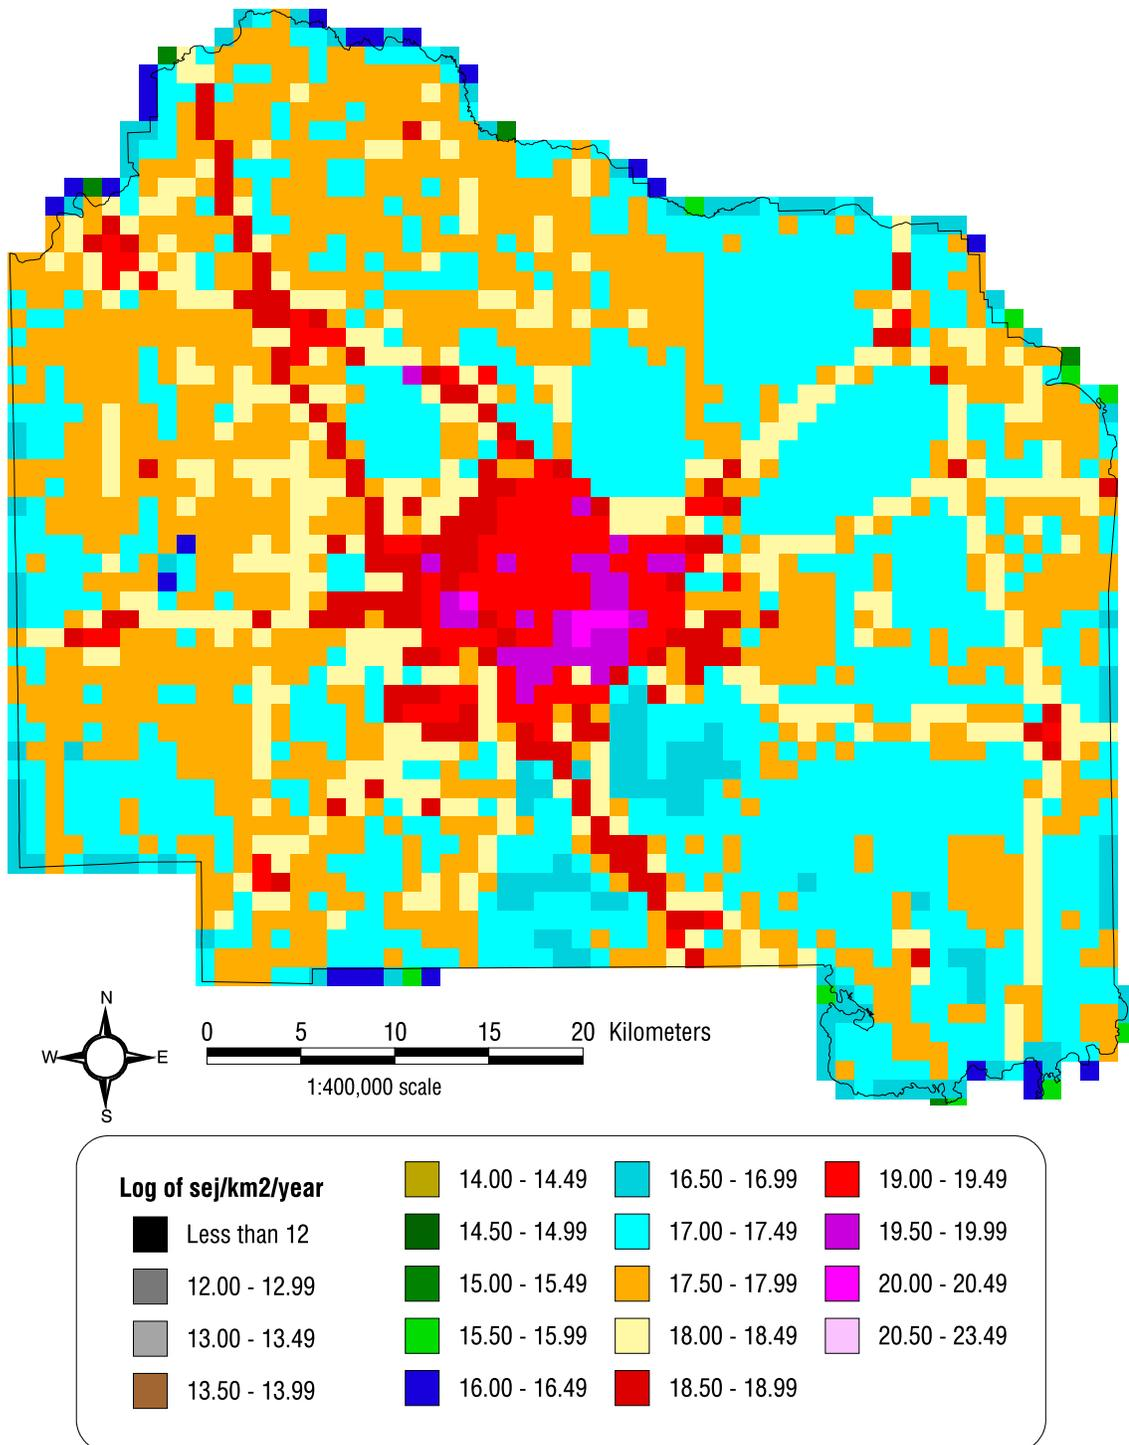 N
W E
S
0 5 10 15 20 Kilometers
1:400,000 scale
Log of sej/km2/year
Less than 12
12.00 - 12.99
13.00 - 13.49
13.50 - 13.99
14.00 - 14.49
14.50 - 14.99
15.00 - 15.49
15.50 - 15.99
16.00 - 16.49
16.50 - 16.99
17.00 - 17.49
17.50 - 17.99
18.00 - 18.49
18.50 - 18.99
19.00 - 19.49
19.50 - 19.99
20.00 - 20.49
20.50 - 23.49